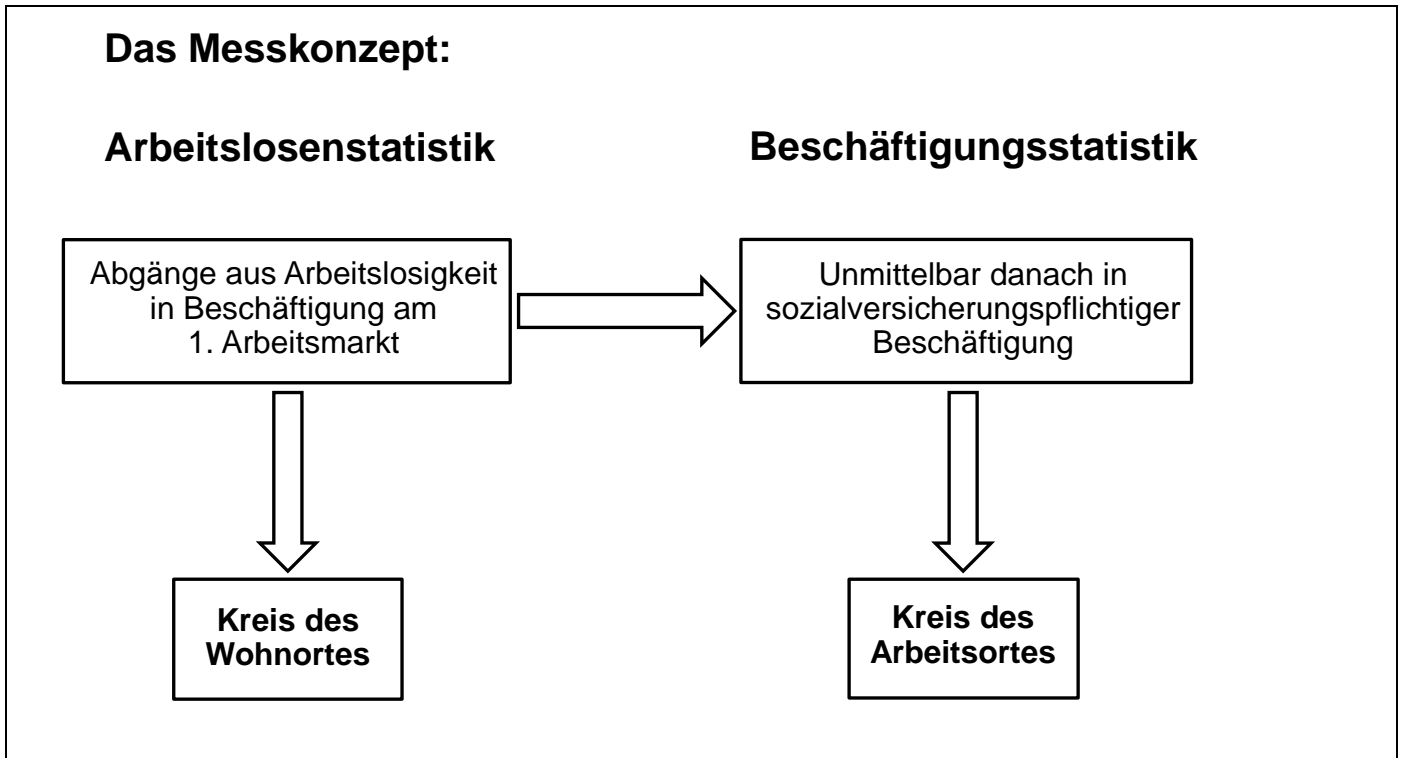 Das Messkonzept:
Arbeitslosenstatistik
Beschäftigungsstatistik
Abgänge aus Arbeitslosigkeit
in Beschäftigung am
1. Arbeitsmarkt
Unmittelbar danach in
sozialversicherungspflichtiger
Beschäftigung
Kreis des
Wohnortes
Kreis des
Arbeitsortes